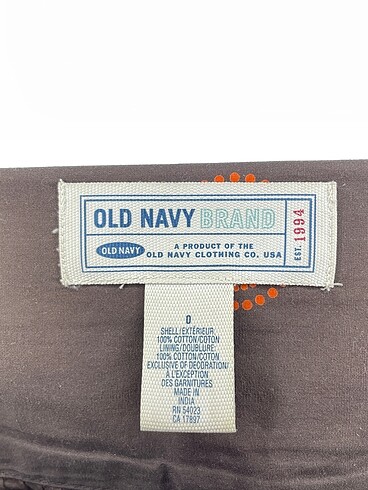 OLD NAVY BRAND
OLD NAVY
A PRODUCT OF THE
OLD NAVY CLOTHING CO. USA
EST. 1994
0
SHELL/EXTÉRIEUR:
100% COTTON/COTON
LINING/DOUBLURE:
100% COTTON/COTON
EXCLUSIVE OF DECORATION/
À L'EXCEPTION
DES GARNITURES
MADE IN
INDIA
RN 54023
CA 17897